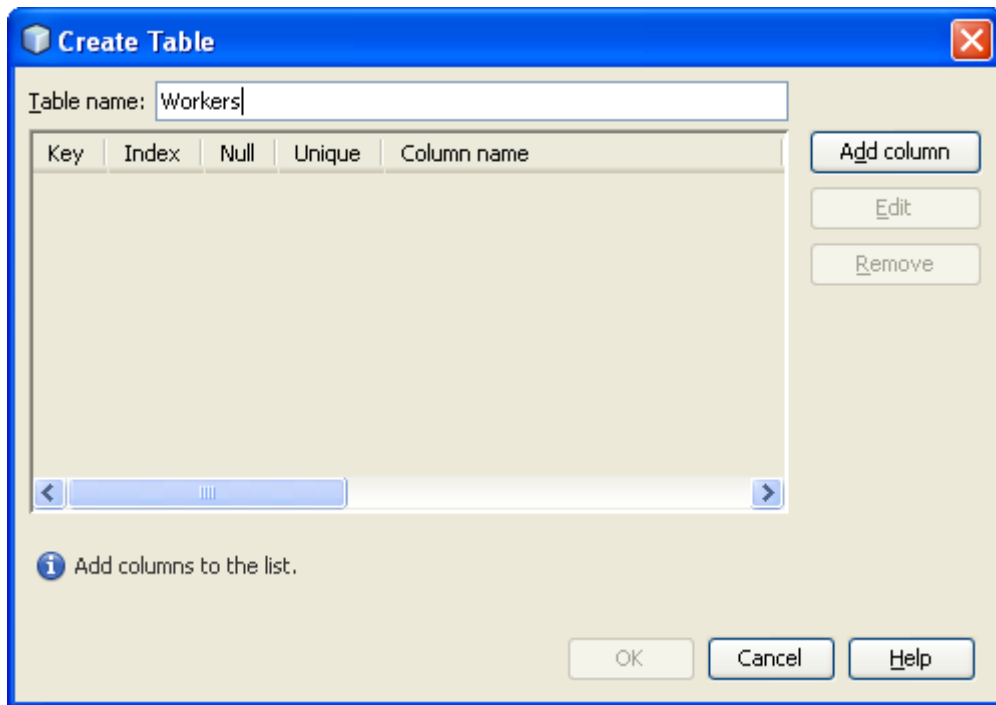 Create Table
Table name: Workers
Key Index Null Unique Column name
Add column
Edit
Remove
Add columns to the list.
OK Cancel Help